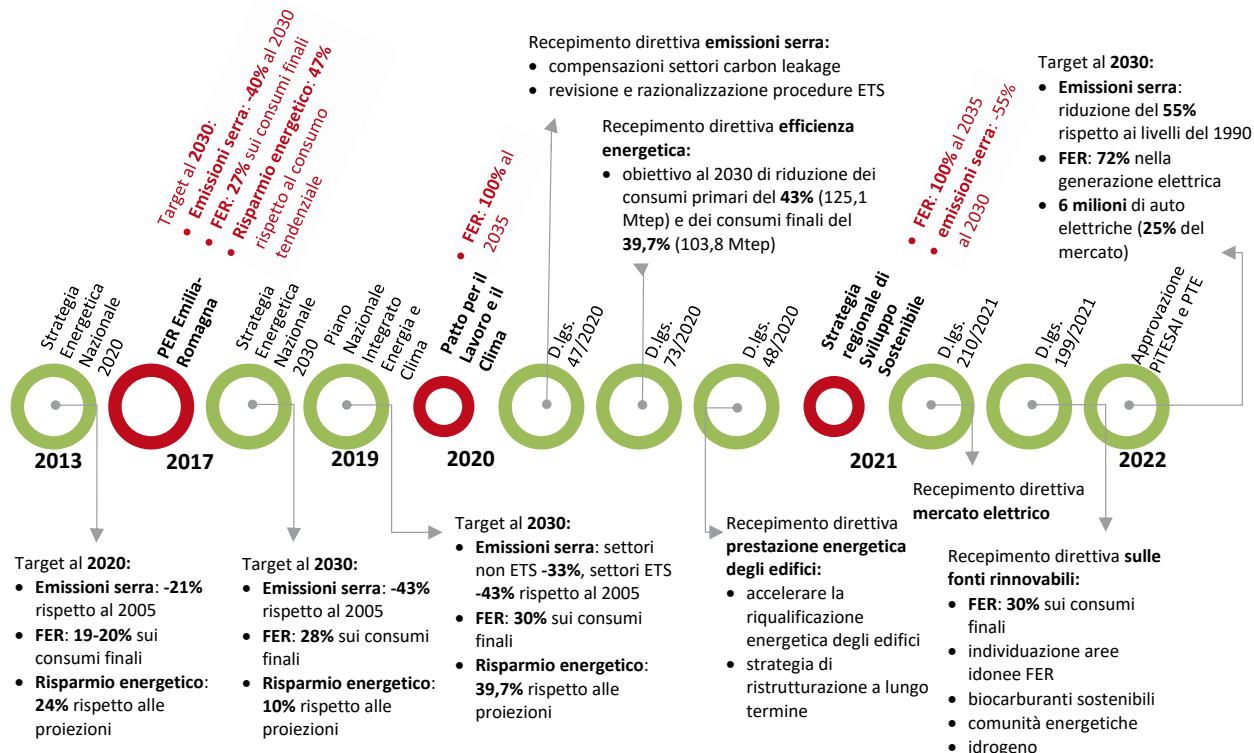 Target al 2030:
• Emissioni serra: -40% al 2030
• FER: 27% sui consumi finali
• Risparmio energetico: 47%
rispetto al consumo
tendenziale
• FER: 100% al
2035
Recepimento direttiva emissioni serra:
• compensazioni settori carbon leakage
• revisione e razionalizzazione procedure ETS
Recepimento direttiva efficienza
energetica:
• obiettivo al 2030 di riduzione dei
consumi primari del 43% (125,1
Mtep) e dei consumi finali del
39,7% (103,8 Mtep)
• FER: 100% al 2035
• emissioni serra: -55%
al 2030
Target al 2030:
• Emissioni serra:
riduzione del 55%
rispetto ai livelli del 1990
• FER: 72% nella
generazione elettrica
• 6 milioni di auto
elettriche (25% del
mercato)
Strategia
Energetica
Nazionale
2020
PER Emilia-
Romagna
Strategia
Energetica
Nazionale
2030
Piano
Nazionale
Integrato
Energia e
Clima
Patto per il
Lavoro e il
Clima
D.lgs.
47/2020
D.lgs.
73/2020
D.lgs.
48/2020
Strategia
regionale di
Sviluppo
Sostenibile
D.lgs.
210/2021
D.lgs.
199/2021
Approvazione
PiTESAI e PTE
2013
2017
2019
2020
2021
2022
Target al 2020:
• Emissioni serra: -21%
rispetto al 2005
• FER: 19-20% sui
consumi finali
• Risparmio energetico:
24% rispetto alle
proiezioni
Target al 2030:
• Emissioni serra: -43%
rispetto al 2005
• FER: 28% sui consumi
finali
• Risparmio energetico:
10% rispetto alle
proiezioni
Target al 2030:
• Emissioni serra: settori
non ETS -33%, settori ETS
-43% rispetto al 2005
• FER: 30% sui consumi
finali
• Risparmio energetico:
39,7% rispetto alle
proiezioni
Recepimento direttiva
prestazione energetica
degli edifici:
• accelerare la
riqualificazione
energetica degli edifici
• strategia di
ristrutturazione a lungo
termine
Recepimento direttiva
mercato elettrico
Recepimento direttiva sulle
fonti rinnovabili:
• FER: 30% sui consumi
finali
• individuazione aree
idonee FER
• biocarburanti sostenibili
• comunità energetiche
• idrogeno